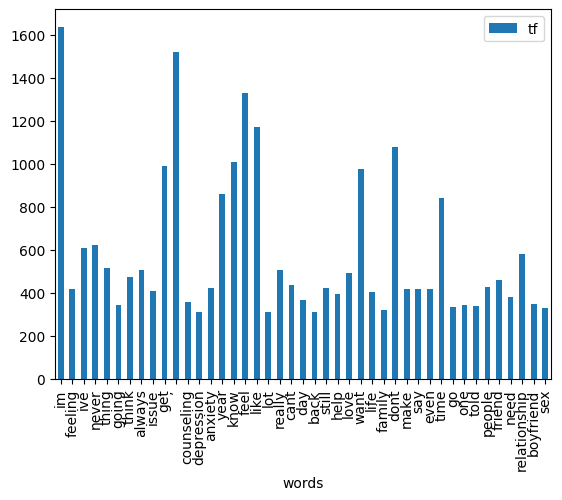 tf
1600
1400
1200
1000
800
600
400
200
0
im
feeling
ive
never
thing
going
think
always
issue
get
,
counseling
depression
anxiety
year
know
feel
like
lot
really
cant
day
back
still
help
love
want
life
family
dont
make
say
even
time
go
one
told
people
friend
need
relationship
boyfriend
sex
words